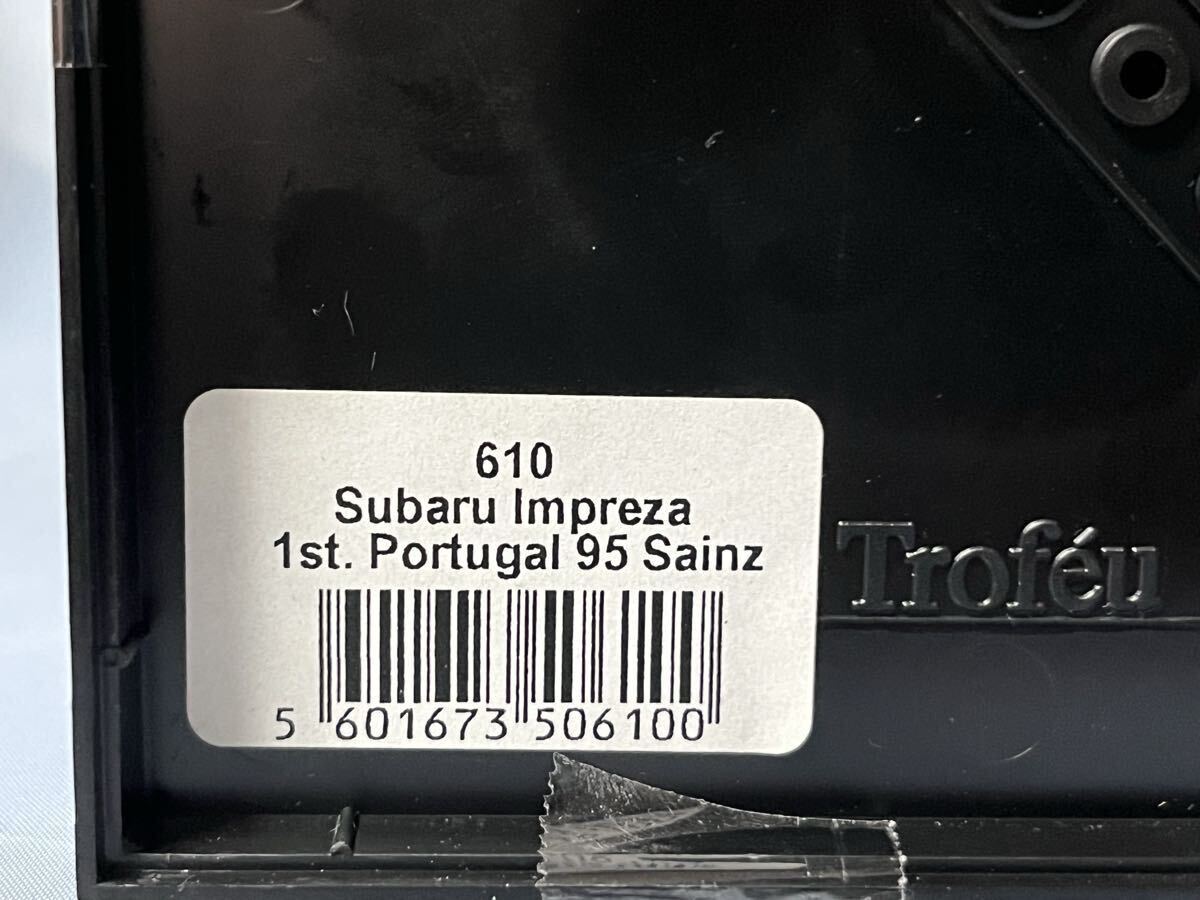 610
Subaru Impreza
1st. Portugal 95 Sainz
5 601673 506100
Troféu